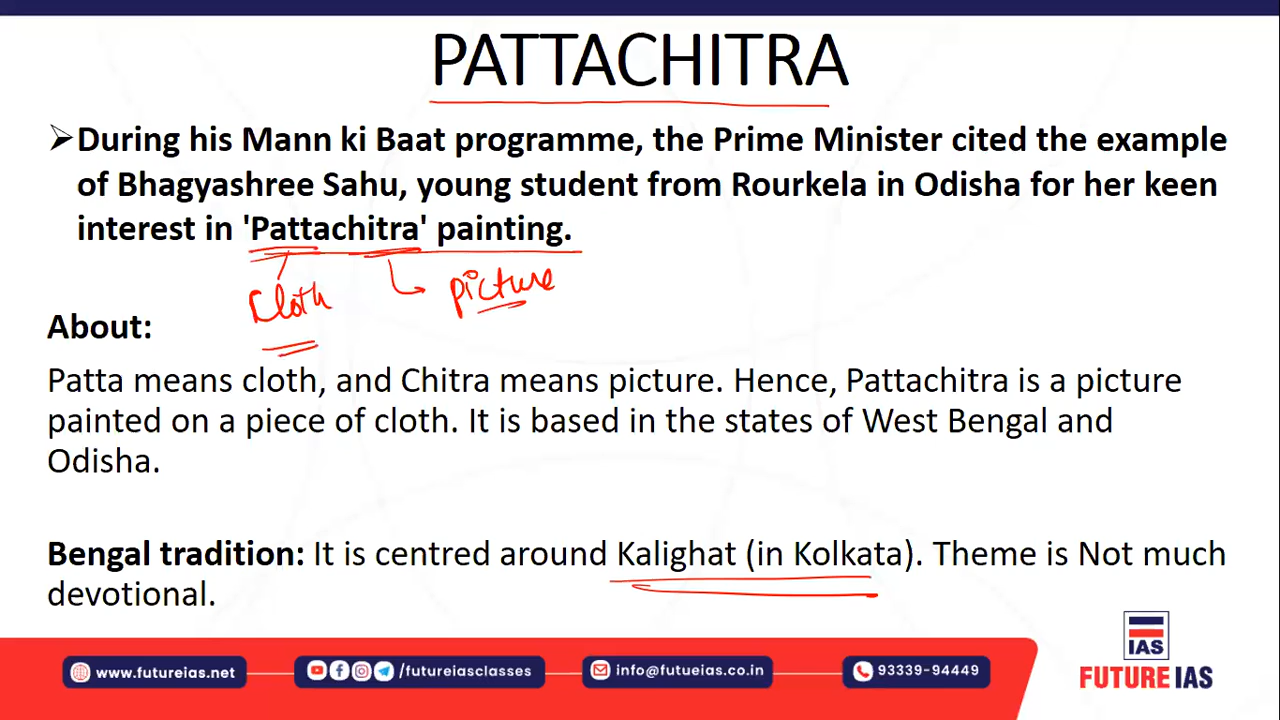 PATTACHITRA
➢During his Mann ki Baat programme, the Prime Minister cited the example
of Bhagyashree Sahu, young student from Rourkela in Odisha for her keen
interest in 'Pattachitra' painting.
cloth picture
About:
Patta means cloth, and Chitra means picture. Hence, Pattachitra is a picture
painted on a piece of cloth. It is based in the states of West Bengal and
Odisha.
Bengal tradition: It is centred around Kalighat (in Kolkata). Theme is Not much
devotional.
IAS
FUTURE IAS
www.futureias.net /futureiasclasses info@futueias.co.in 93339-94449